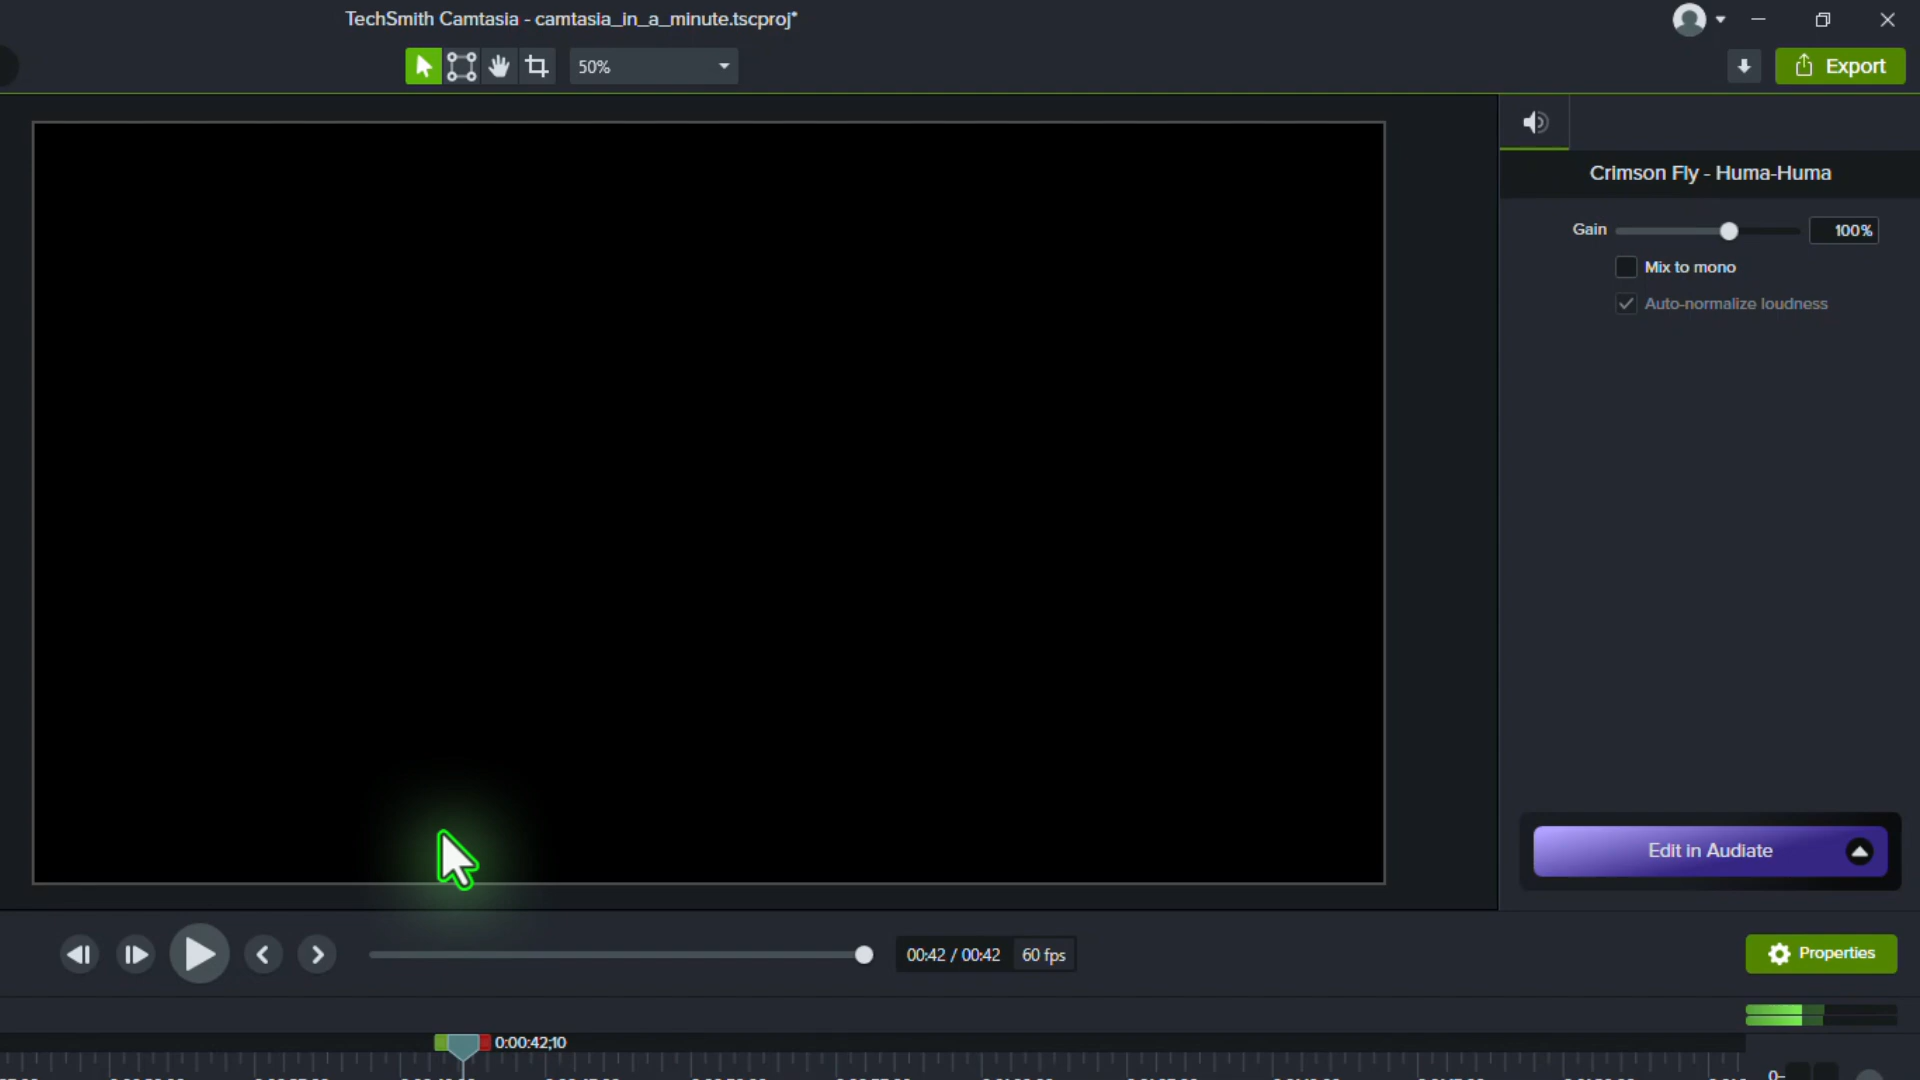 TechSmith Camtasia - camtasia_in_a_minute.tscproj*
50%
Export
Crimson Fly - Huma-Huma
Gain
100%
Mix to mono
Auto-normalize loudness
Edit in Audiate
00:42 / 00:42
60 fps
Properties
0:00:42;10